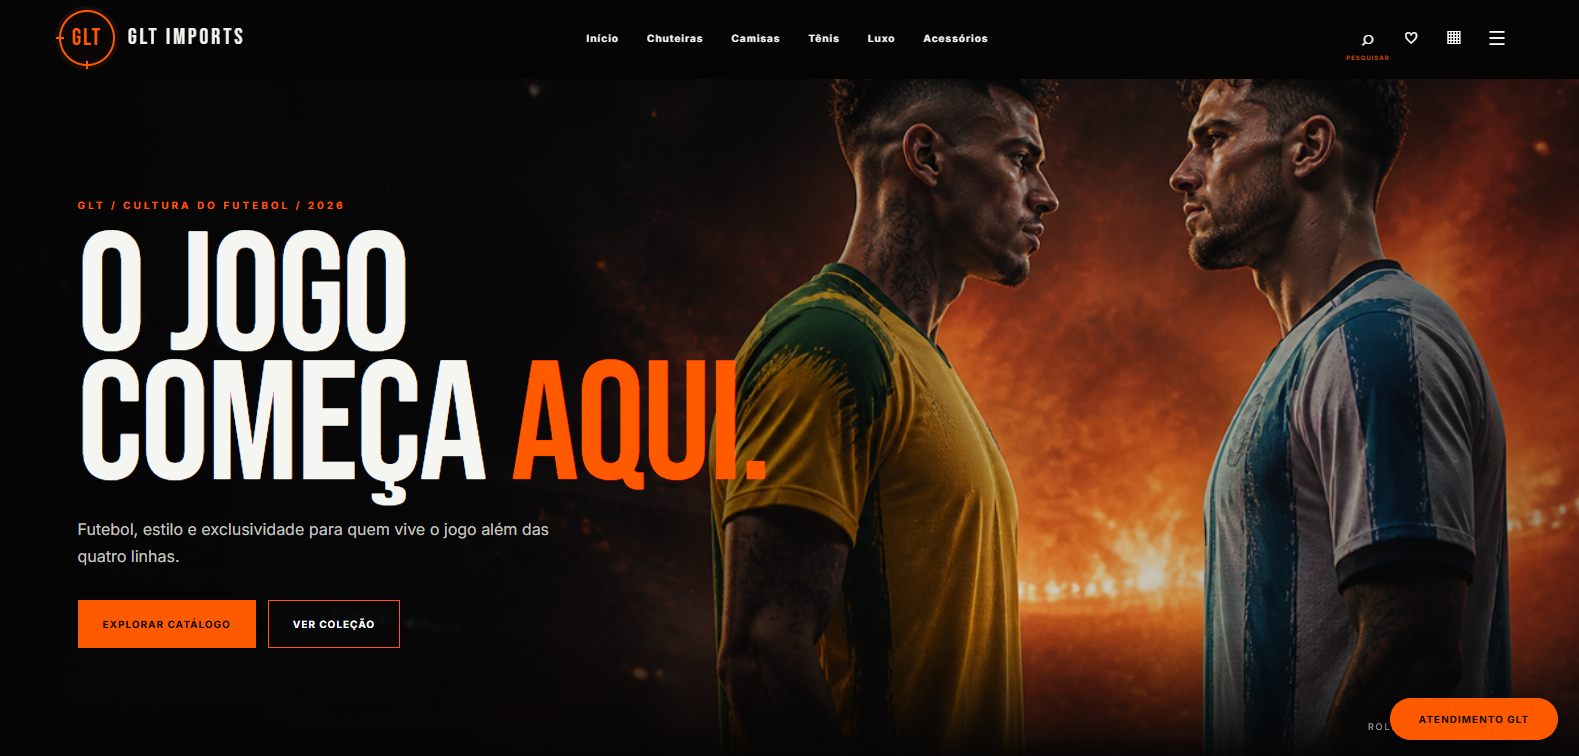 GLT
GLT IMPORTS
Início
Chuteiras
Camisas
Tênis
Luxo
Acessórios
PESQUISAR
GLT / CULTURA DO FUTEBOL / 2026
O JOGO
COMEÇA AQUI.
Futebol, estilo e exclusividade para quem vive o jogo além das
quatro linhas.
EXPLORAR CATÁLOGO
VER COLEÇÃO
ATENDIMENTO GLT